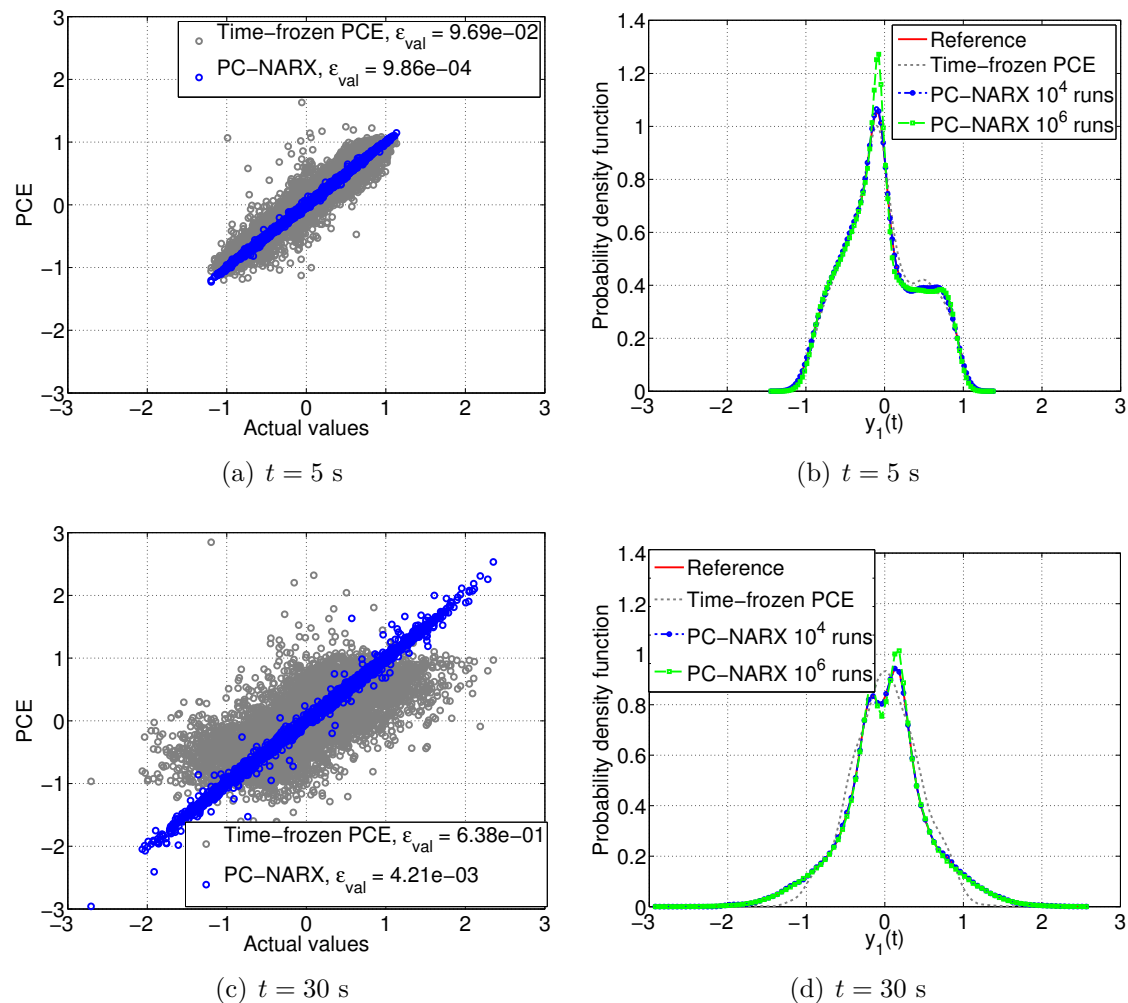 Time−frozen PCE, ε_val = 9.69e−02
PC−NARX, ε_val = 9.86e−04
3
2
1
0
−1
−2
−3
−3
−2
−1
0
1
2
3
PCE
Actual values
(a) t = 5 s
Reference
Time−frozen PCE
PC−NARX 10^4 runs
PC−NARX 10^6 runs
1.4
1.2
1
0.8
0.6
0.4
0.2
0
−3
−2
−1
0
1
2
3
Probability density function
y_1(t)
(b) t = 5 s
3
2
1
0
−1
−2
−3
−3
−2
−1
0
1
2
3
PCE
Time−frozen PCE, ε_val = 6.38e−01
PC−NARX, ε_val = 4.21e−03
Actual values
(c) t = 30 s
Reference
Time−frozen PCE
PC−NARX 10^4 runs
PC−NARX 10^6 runs
1.4
1.2
1
0.8
0.6
0.4
0.2
0
−3
−2
−1
0
1
2
3
Probability density function
y_1(t)
(d) t = 30 s